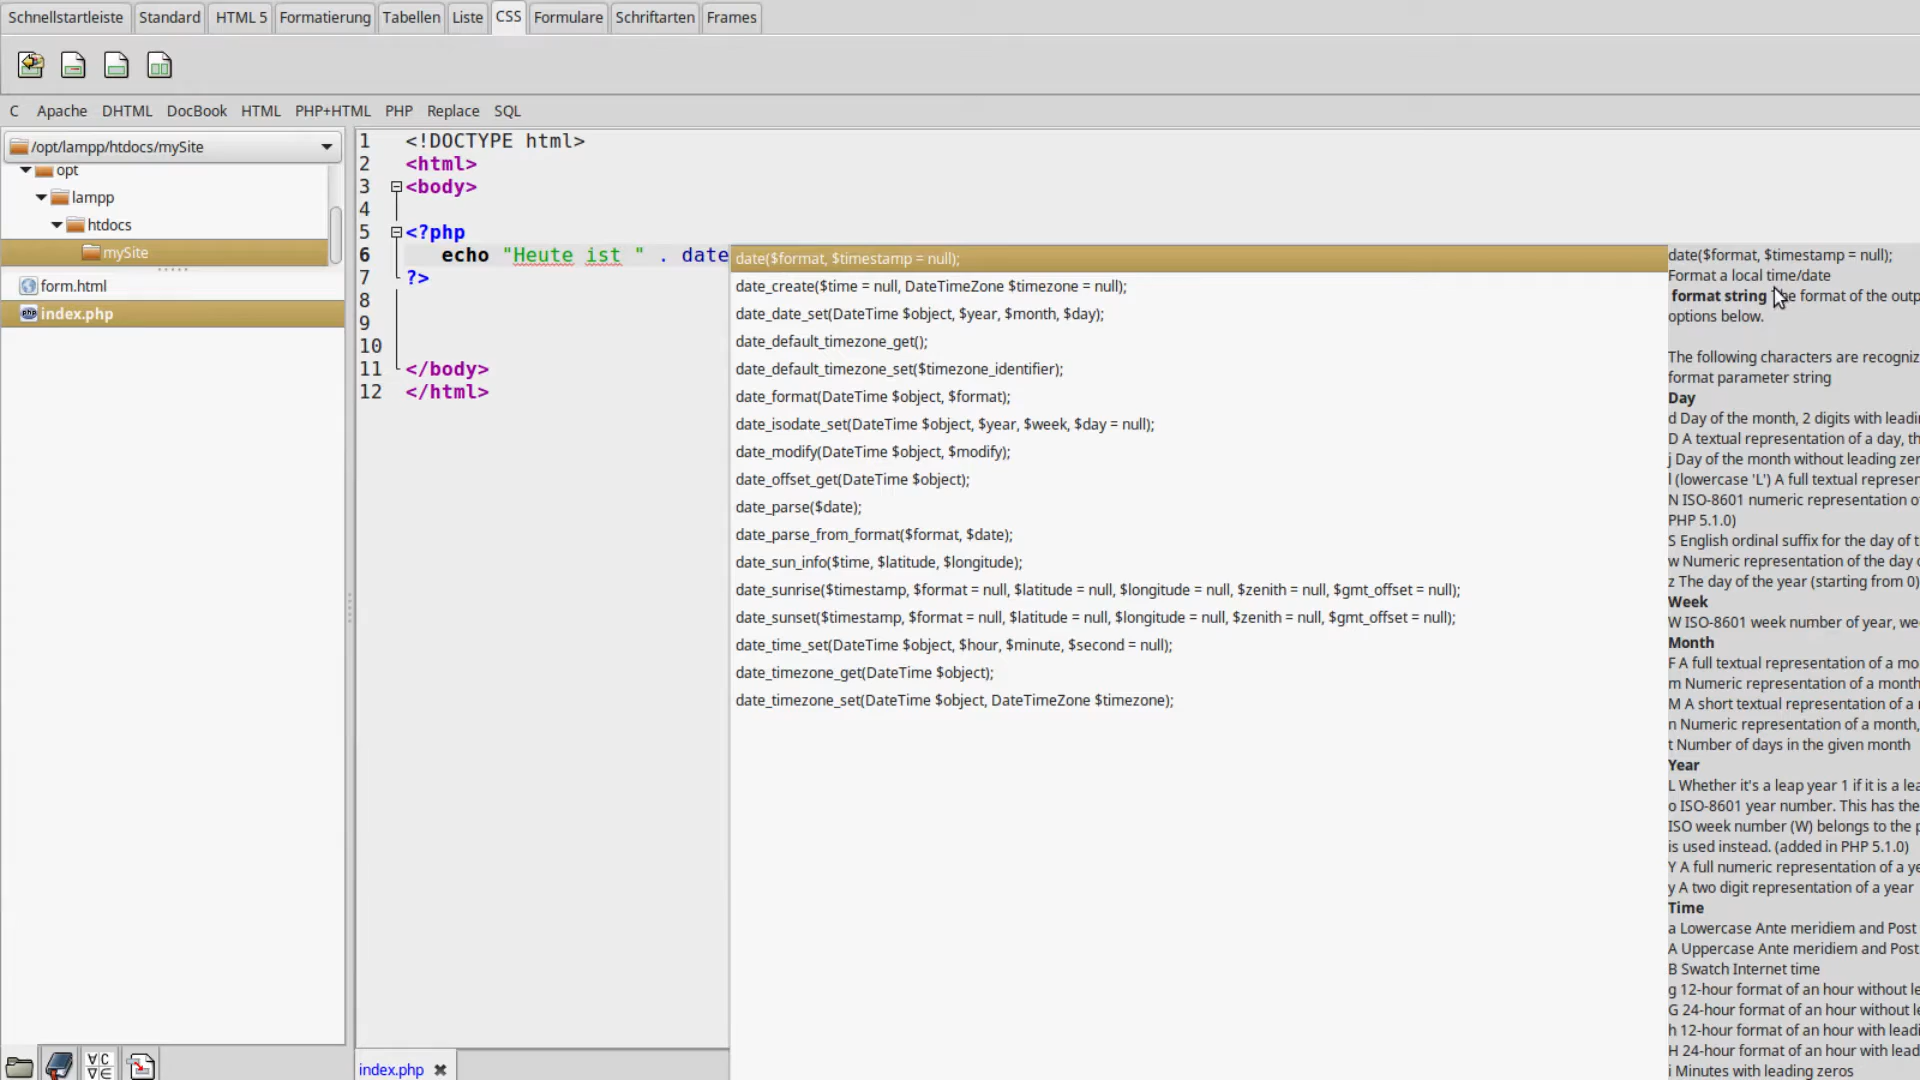 Schnellstartleiste Standard HTML 5 Formatierung Tabellen Liste CSS Formulare Schriftarten Frames
C Apache DHTML DocBook HTML PHP+HTML PHP Replace SQL
/opt/lampp/htdocs/mySite
opt
lampp
htdocs
mySite
form.html
index.php
1 <!DOCTYPE html>
2 <html>
3 <body>
4
5 <?php
6 echo "Heute ist " . date
7 ?>
8
9
10
11 </body>
12 </html>
date($format, $timestamp = null);
date_create($time = null, DateTimeZone $timezone = null);
date_date_set(DateTime $object, $year, $month, $day);
date_default_timezone_get();
date_default_timezone_set($timezone_identifier);
date_format(DateTime $object, $format);
date_isodate_set(DateTime $object, $year, $week, $day = null);
date_modify(DateTime $object, $modify);
date_offset_get(DateTime $object);
date_parse($date);
date_parse_from_format($format, $date);
date_sun_info($time, $latitude, $longitude);
date_sunrise($timestamp, $format = null, $latitude = null, $longitude = null, $zenith = null, $gmt_offset = null);
date_sunset($timestamp, $format = null, $latitude = null, $longitude = null, $zenith = null, $gmt_offset = null);
date_time_set(DateTime $object, $hour, $minute, $second = null);
date_timezone_get(DateTime $object);
date_timezone_set(DateTime $object, DateTimeZone $timezone);
date($format, $timestamp = null);
Format a local time/date
format string The format of the outp
options below.
The following characters are recogniz
format parameter string
Day
d Day of the month, 2 digits with leadi
D A textual representation of a day, th
j Day of the month without leading zer
l (lowercase 'L') A full textual represen
N ISO-8601 numeric representation o
PHP 5.1.0)
S English ordinal suffix for the day of t
w Numeric representation of the day o
z The day of the year (starting from 0)
Week
W ISO-8601 week number of year, we
Month
F A full textual representation of a mo
m Numeric representation of a month
M A short textual representation of a
n Numeric representation of a month,
t Number of days in the given month
Year
L Whether it's a leap year 1 if it is a lea
o ISO-8601 year number. This has the
ISO week number (W) belongs to the p
is used instead. (added in PHP 5.1.0)
Y A full numeric representation of a ye
y A two digit representation of a year
Time
a Lowercase Ante meridiem and Post
A Uppercase Ante meridiem and Post
B Swatch Internet time
g 12-hour format of an hour without le
G 24-hour format of an hour without l
h 12-hour format of an hour with leadi
H 24-hour format of an hour with lead
i Minutes with leading zeros
index.php